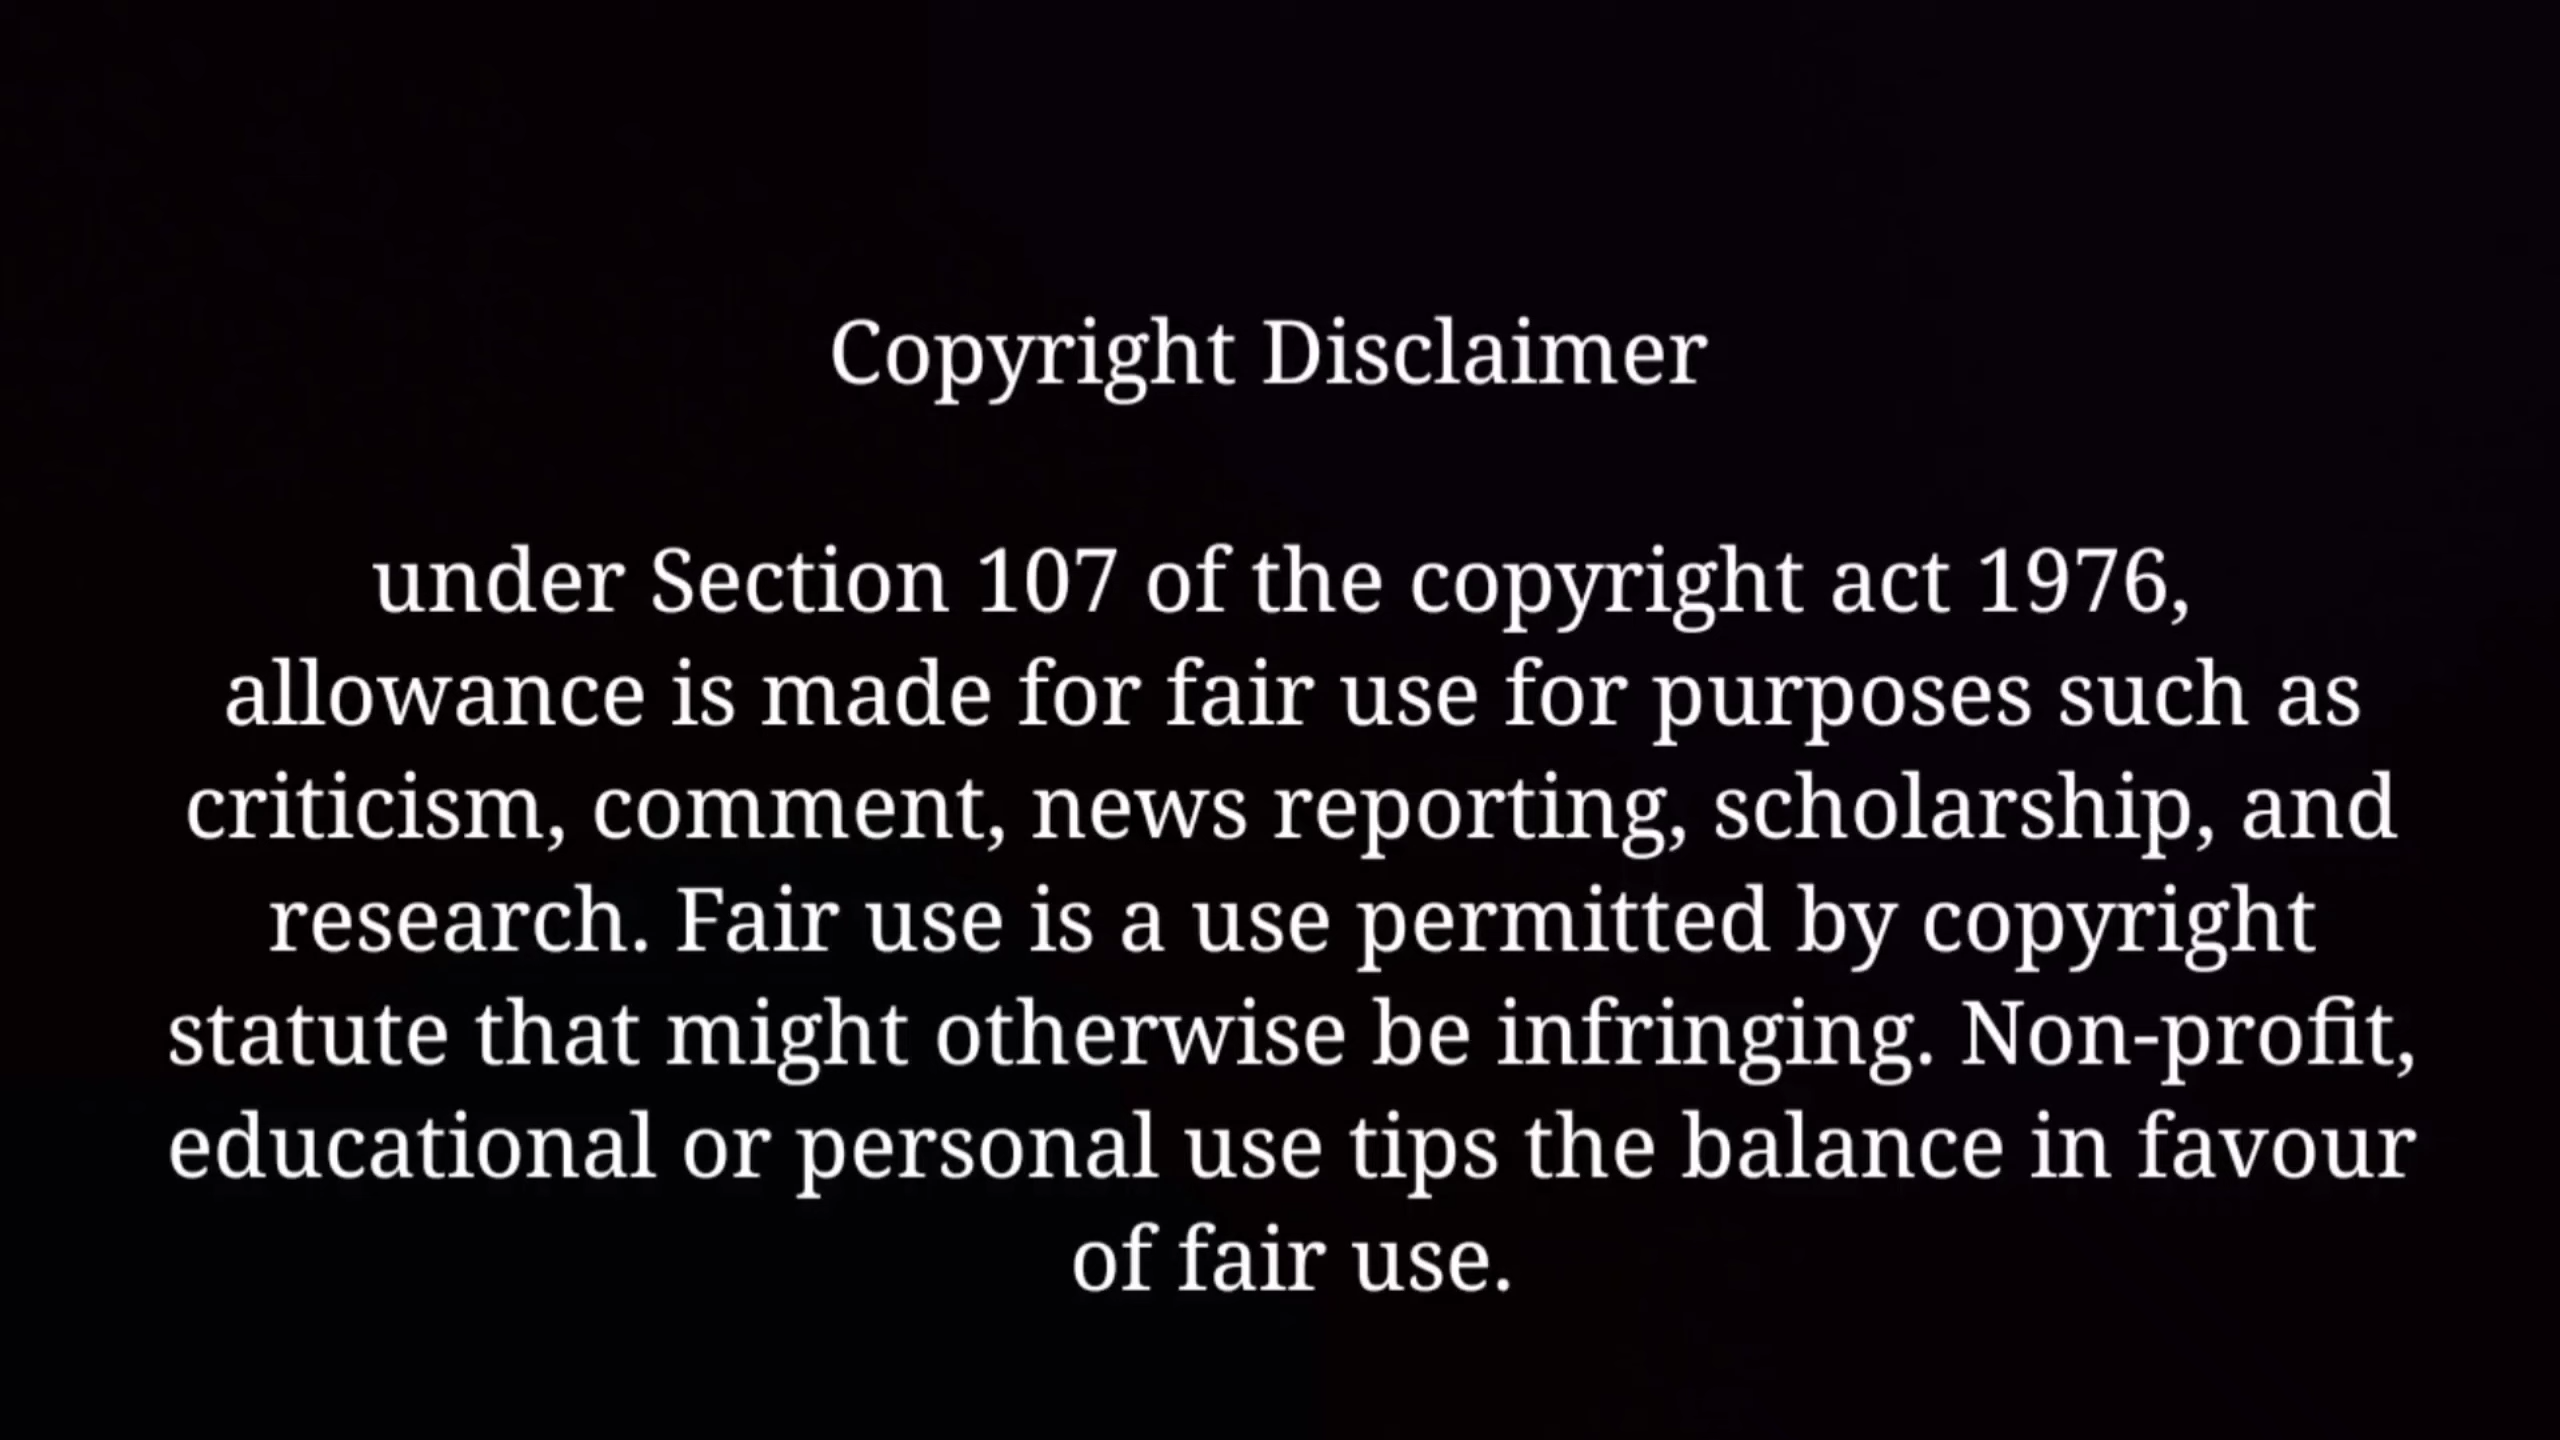 Copyright Disclaimer
under Section 107 of the copyright act 1976,
allowance is made for fair use for purposes such as
criticism, comment, news reporting, scholarship, and
research. Fair use is a use permitted by copyright
statute that might otherwise be infringing. Non-profit,
educational or personal use tips the balance in favour
of fair use.